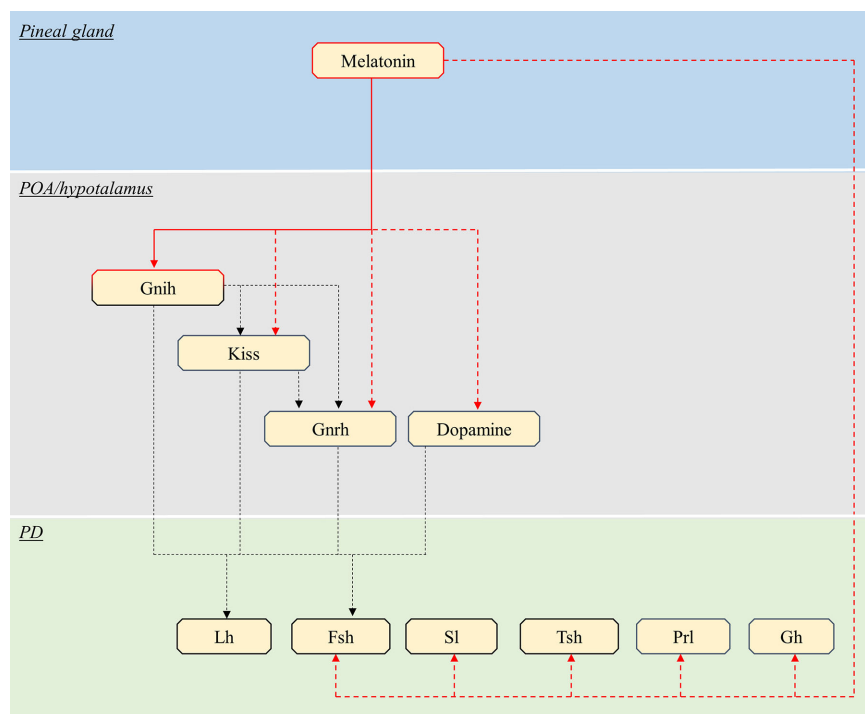 Pineal gland
Melatonin
POA/hypotalamus
Gnih
Kiss
Gnrh
Dopamine
PD
Lh
Fsh
Sl
Tsh
Prl
Gh